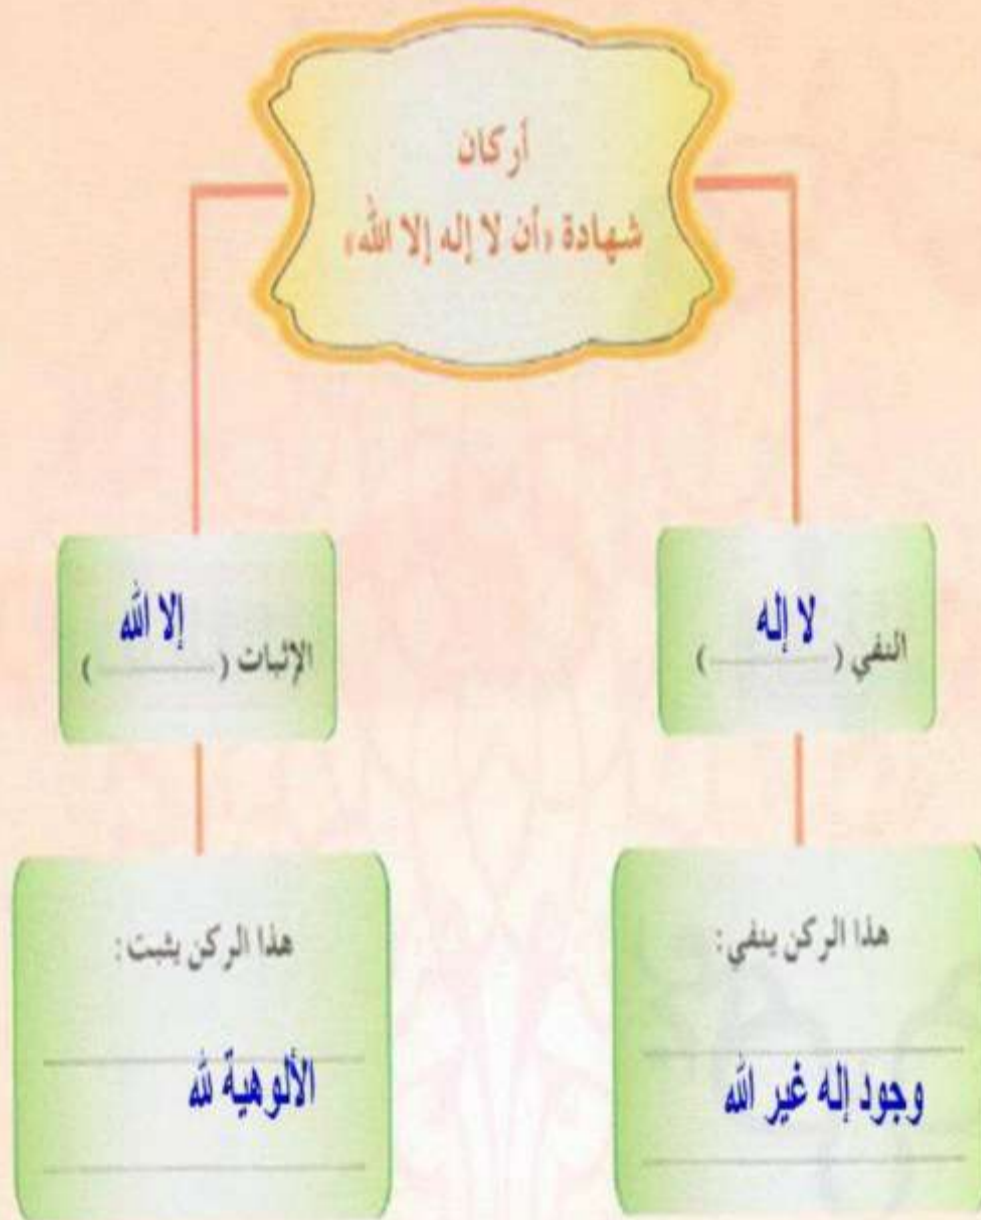 أركان
شهادة «أن لا إله إلا الله»
النفي (لا إله)
الإثبات (إلا الله)
هذا الركن ينفي:
وجود إله غير الله
هذا الركن يثبت:
الألوهية لله